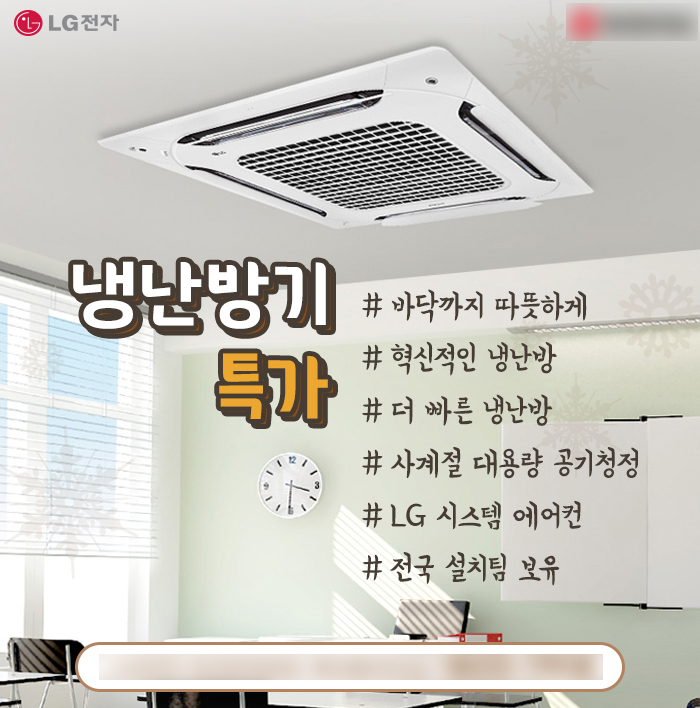 LG전자
냉난방기
특가
# 바닥까지 따뜻하게
# 혁신적인 냉난방
# 더 빠른 냉난방
# 사계절 대용량 공기청정
# LG 시스템 에어컨
# 전국 설치팀 보유